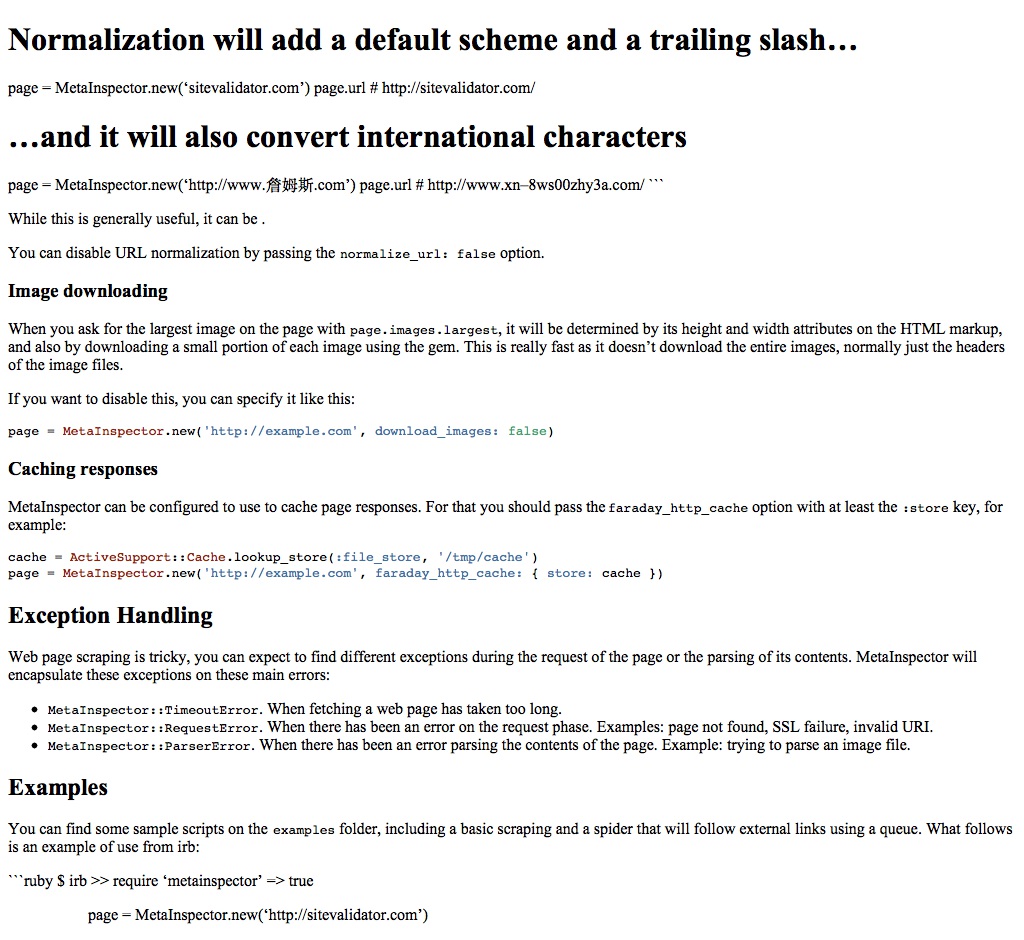 Normalization will add a default scheme and a trailing slash…
page = MetaInspector.new(‘sitevalidator.com’) page.url # http://sitevalidator.com/
…and it will also convert international characters
page = MetaInspector.new(‘http://www.詹姆斯.com’) page.url # http://www.xn–8ws00zhy3a.com/ ```
While this is generally useful, it can be .
You can disable URL normalization by passing the normalize_url: false option.
Image downloading
When you ask for the largest image on the page with page.images.largest, it will be determined by its height and width attributes on the HTML markup,
and also by downloading a small portion of each image using the gem. This is really fast as it doesn’t download the entire images, normally just the headers
of the image files.
If you want to disable this, you can specify it like this:
page = MetaInspector.new('http://example.com', download_images: false)
Caching responses
MetaInspector can be configured to use to cache page responses. For that you should pass the faraday_http_cache option with at least the :store key, for
example:
cache = ActiveSupport::Cache.lookup_store(:file_store, '/tmp/cache')
page = MetaInspector.new('http://example.com', faraday_http_cache: { store: cache })
Exception Handling
Web page scraping is tricky, you can expect to find different exceptions during the request of the page or the parsing of its contents. MetaInspector will
encapsulate these exceptions on these main errors:
• MetaInspector::TimeoutError. When fetching a web page has taken too long.
• MetaInspector::RequestError. When there has been an error on the request phase. Examples: page not found, SSL failure, invalid URI.
• MetaInspector::ParserError. When there has been an error parsing the contents of the page. Example: trying to parse an image file.
Examples
You can find some sample scripts on the examples folder, including a basic scraping and a spider that will follow external links using a queue. What follows
is an example of use from irb:
```ruby $ irb >> require ‘metainspector’ => true
page = MetaInspector.new(‘http://sitevalidator.com’)